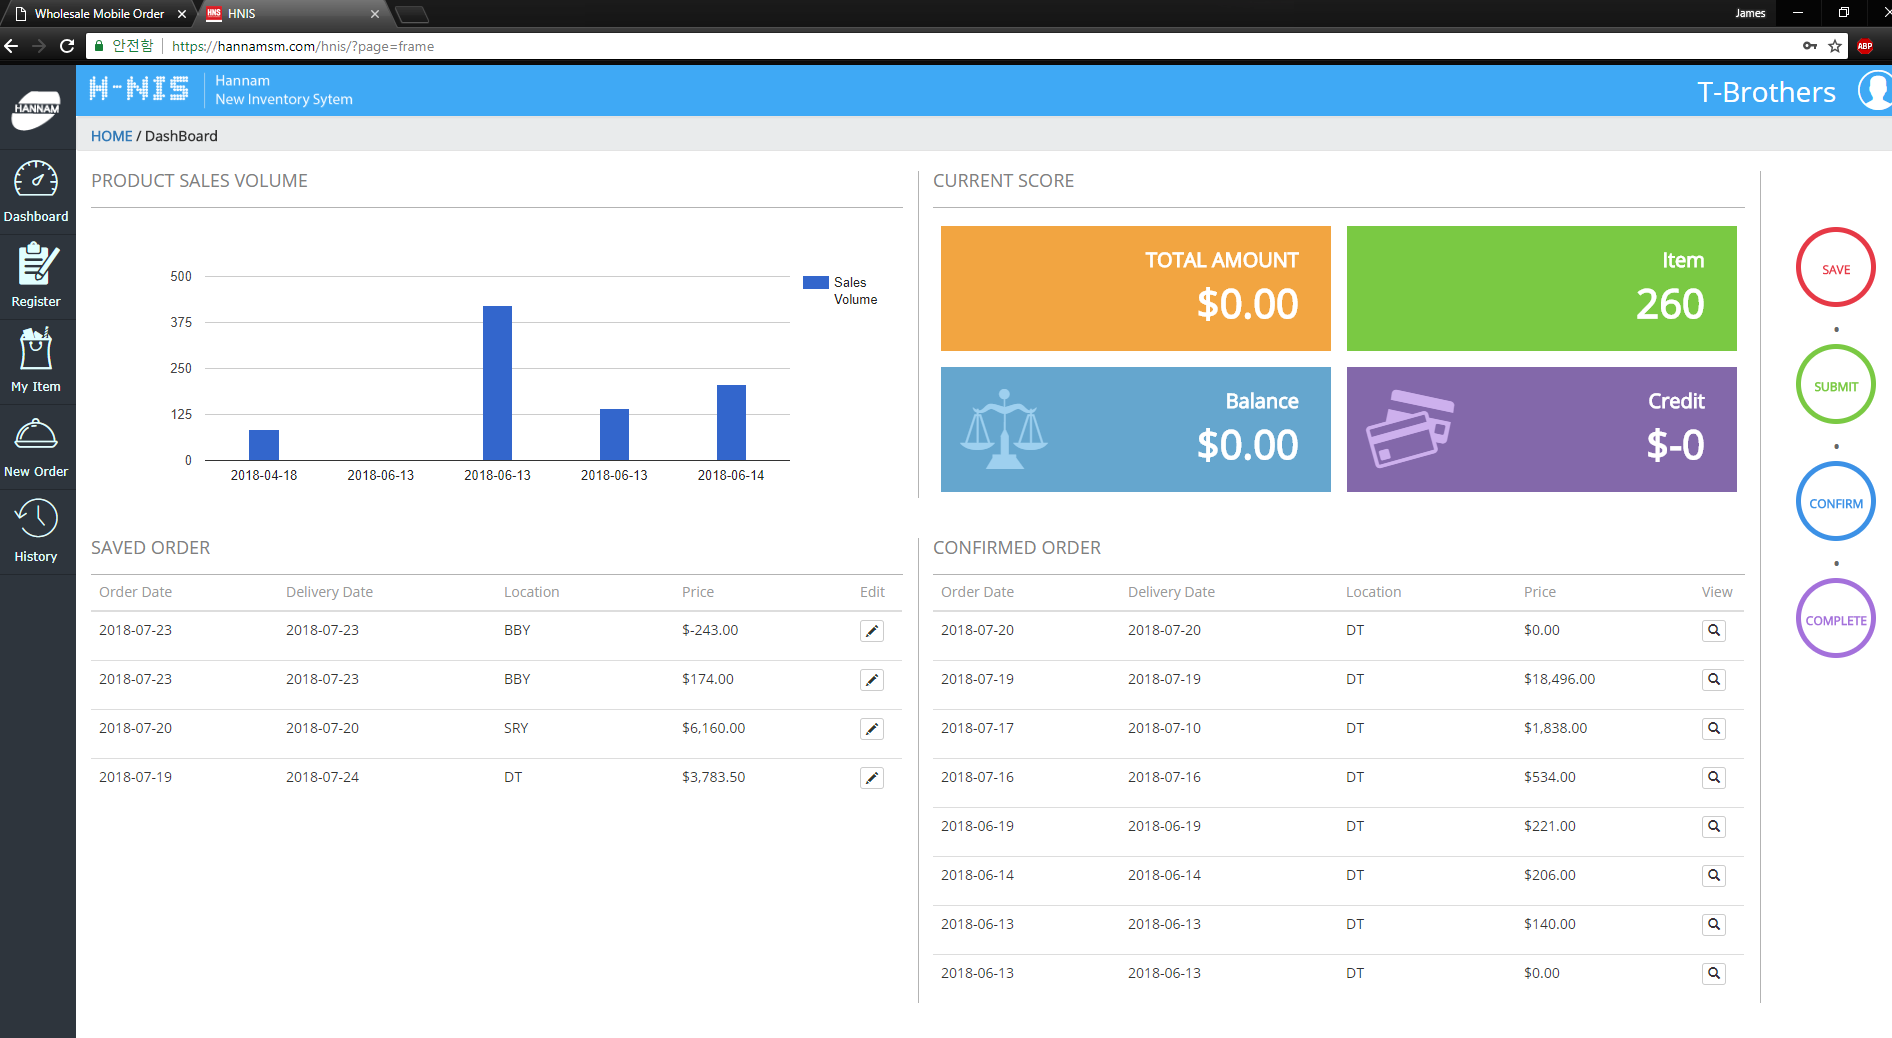 Wholesale Mobile Order
HNS
HNIS
James
안전함
https://hannamsm.com/hnis/?page=frame
ABP
HANNAM
H-NIS
Hannam
New Inventory Sytem
T-Brothers
HOME / DashBoard
Dashboard
Register
My Item
New Order
History
PRODUCT SALES VOLUME
500
375
250
125
0
2018-04-18 2018-06-13 2018-06-13 2018-06-13 2018-06-14
Sales
Volume
CURRENT SCORE
TOTAL AMOUNT
$0.00
Item
260
Balance
$0.00
Credit
$-0
SAVE
SUBMIT
CONFIRM
COMPLETE
SAVED ORDER
Order Date Delivery Date Location Price Edit
2018-07-23 2018-07-23 BBY $-243.00
2018-07-23 2018-07-23 BBY $174.00
2018-07-20 2018-07-20 SRY $6,160.00
2018-07-19 2018-07-24 DT $3,783.50
CONFIRMED ORDER
Order Date Delivery Date Location Price View
2018-07-20 2018-07-20 DT $0.00
2018-07-19 2018-07-19 DT $18,496.00
2018-07-17 2018-07-10 DT $1,838.00
2018-07-16 2018-07-16 DT $534.00
2018-06-19 2018-06-19 DT $221.00
2018-06-14 2018-06-14 DT $206.00
2018-06-13 2018-06-13 DT $140.00
2018-06-13 2018-06-13 DT $0.00